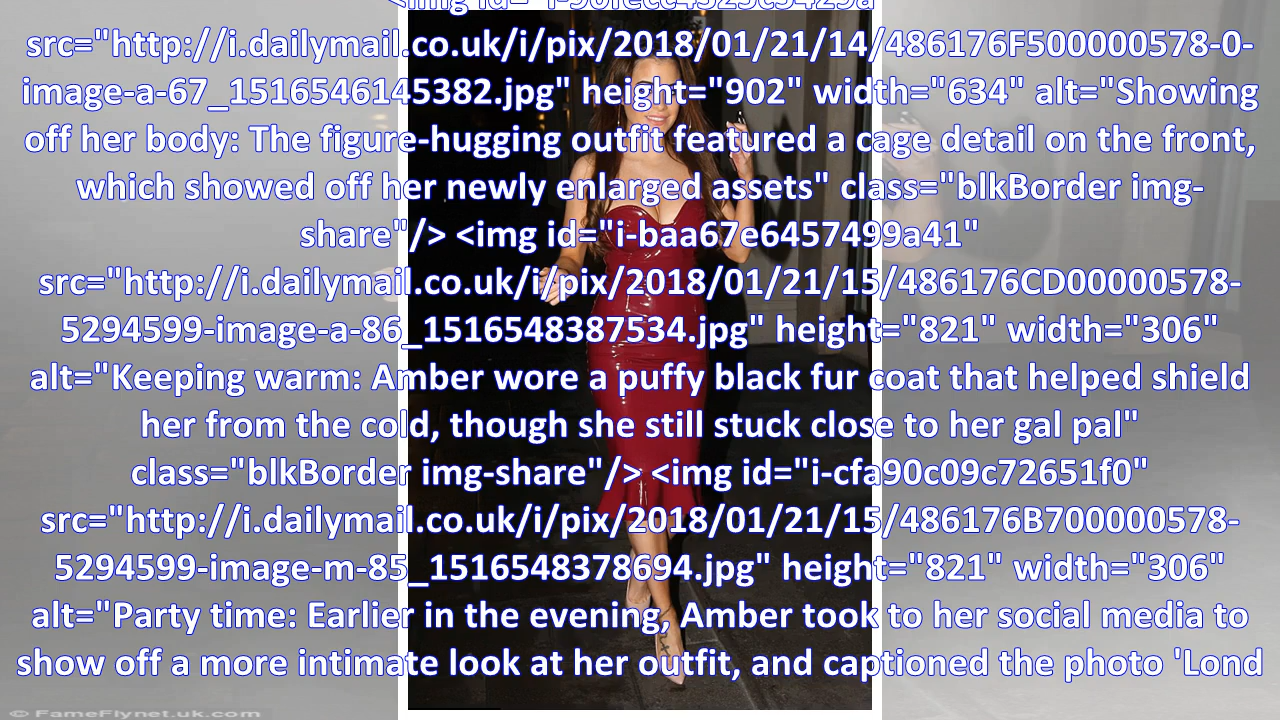 <img id="i-98fecc4525c3429a"
src="http://i.dailymail.co.uk/i/pix/2018/01/21/14/486176F500000578-0-
image-a-67_1516546145382.jpg" height="902" width="634" alt="Showing
off her body: The figure-hugging outfit featured a cage detail on the front,
which showed off her newly enlarged assets" class="blkBorder img-
share"/> <img id="i-baa67e6457499a41"
src="http://i.dailymail.co.uk/i/pix/2018/01/21/15/486176CD00000578-
5294599-image-a-86_1516548387534.jpg" height="821" width="306"
alt="Keeping warm: Amber wore a puffy black fur coat that helped shield
her from the cold, though she still stuck close to her gal pal"
class="blkBorder img-share"/> <img id="i-cfa90c09c72651f0"
src="http://i.dailymail.co.uk/i/pix/2018/01/21/15/486176B700000578-
5294599-image-m-85_1516548378694.jpg" height="821" width="306"
alt="Party time: Earlier in the evening, Amber took to her social media to
show off a more intimate look at her outfit, and captioned the photo 'Lond
© FameFlynet.uk.com